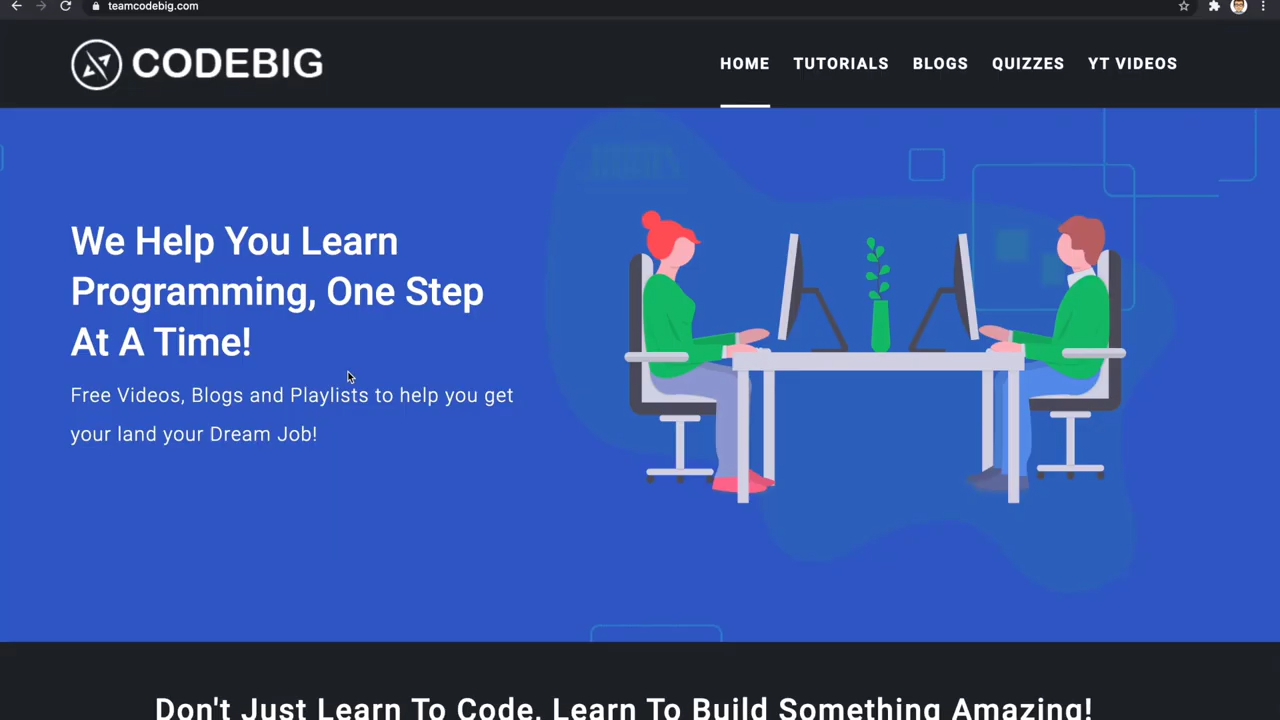 teamcodebig.com
CODEBIG
HOME TUTORIALS BLOGS QUIZZES YT VIDEOS
We Help You Learn
Programming, One Step
At A Time!
Free Videos, Blogs and Playlists to help you get
your land your Dream Job!
Don't Just Learn To Code, Learn To Build Something Amazing!